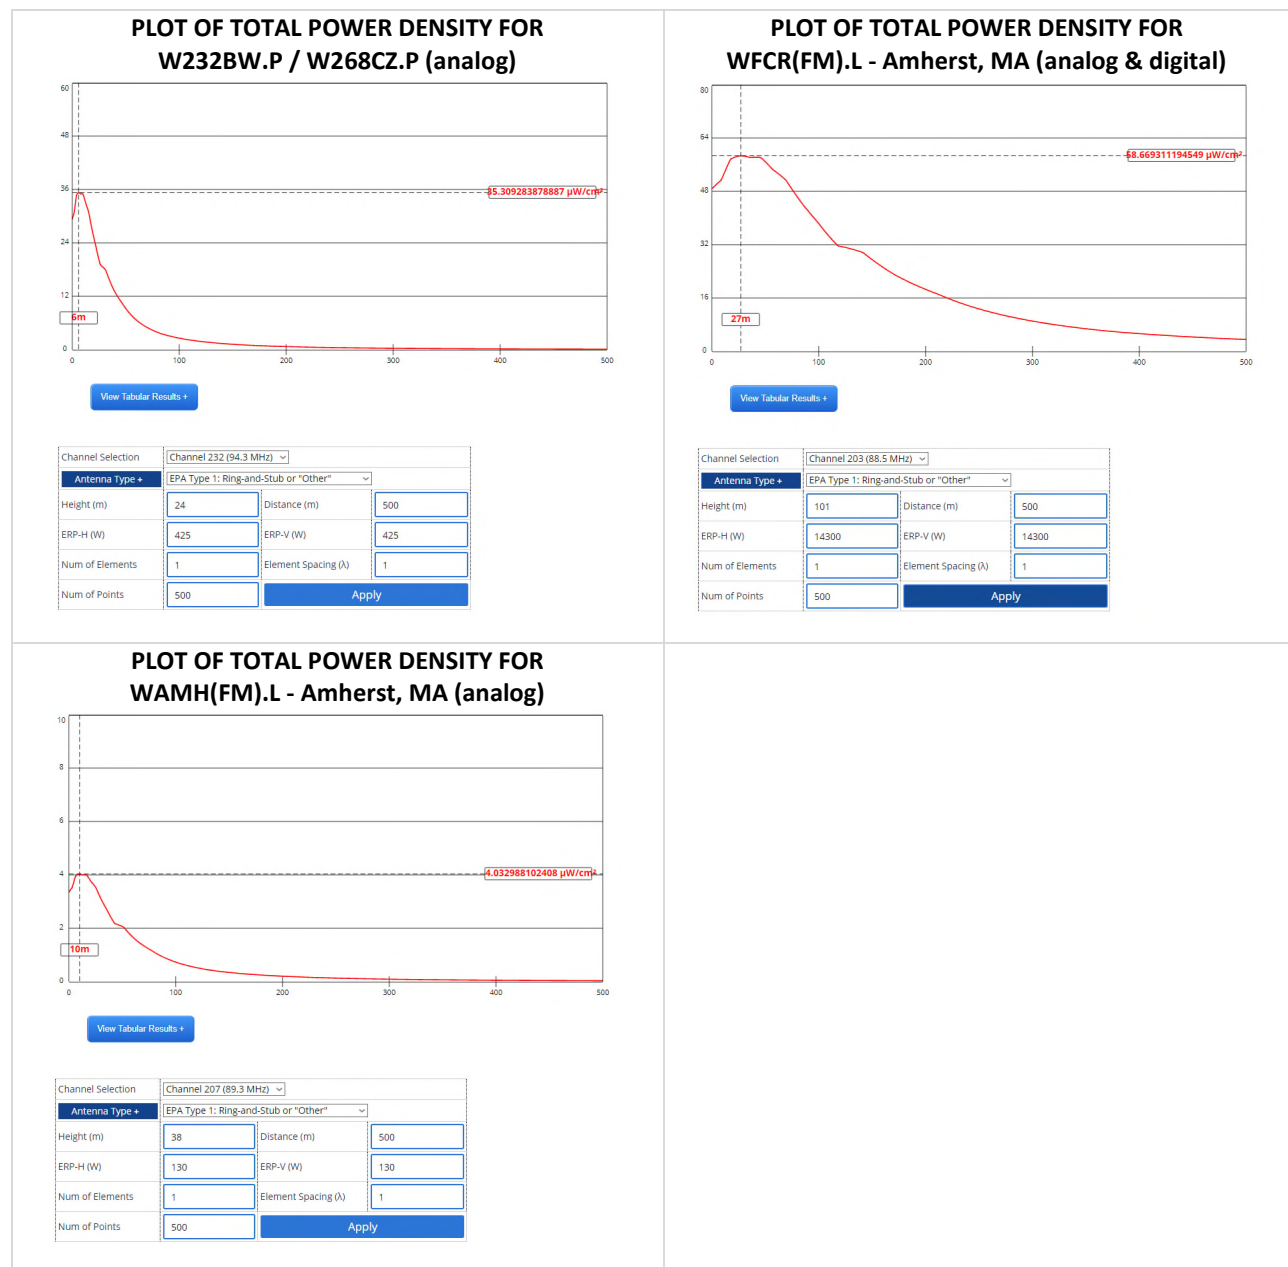 PLOT OF TOTAL POWER DENSITY FOR
W232BW.P / W268CZ.P (analog)
60
48
36
24
12
0
35.309283878887 µW/cm²
6m
0 100 200 300 400 500
View Tabular Results +
Channel Selection Channel 232 (94.3 MHz)
Antenna Type + EPA Type 1: Ring-and-Stub or "Other"
Height (m) 24 Distance (m) 500
ERP-H (W) 425 ERP-V (W) 425
Num of Elements 1 Element Spacing (λ) 1
Num of Points 500 Apply
PLOT OF TOTAL POWER DENSITY FOR
WFCR(FM).L - Amherst, MA (analog & digital)
80
64
48
32
16
0
58.669311194549 µW/cm²
27m
0 100 200 300 400 500
View Tabular Results +
Channel Selection Channel 203 (88.5 MHz)
Antenna Type + EPA Type 1: Ring-and-Stub or "Other"
Height (m) 101 Distance (m) 500
ERP-H (W) 14300 ERP-V (W) 14300
Num of Elements 1 Element Spacing (λ) 1
Num of Points 500 Apply
PLOT OF TOTAL POWER DENSITY FOR
WAMH(FM).L - Amherst, MA (analog)
10
8
6
4
2
0
4.032988102408 µW/cm²
10m
0 100 200 300 400 500
View Tabular Results +
Channel Selection Channel 207 (89.3 MHz)
Antenna Type + EPA Type 1: Ring-and-Stub or "Other"
Height (m) 38 Distance (m) 500
ERP-H (W) 130 ERP-V (W) 130
Num of Elements 1 Element Spacing (λ) 1
Num of Points 500 Apply